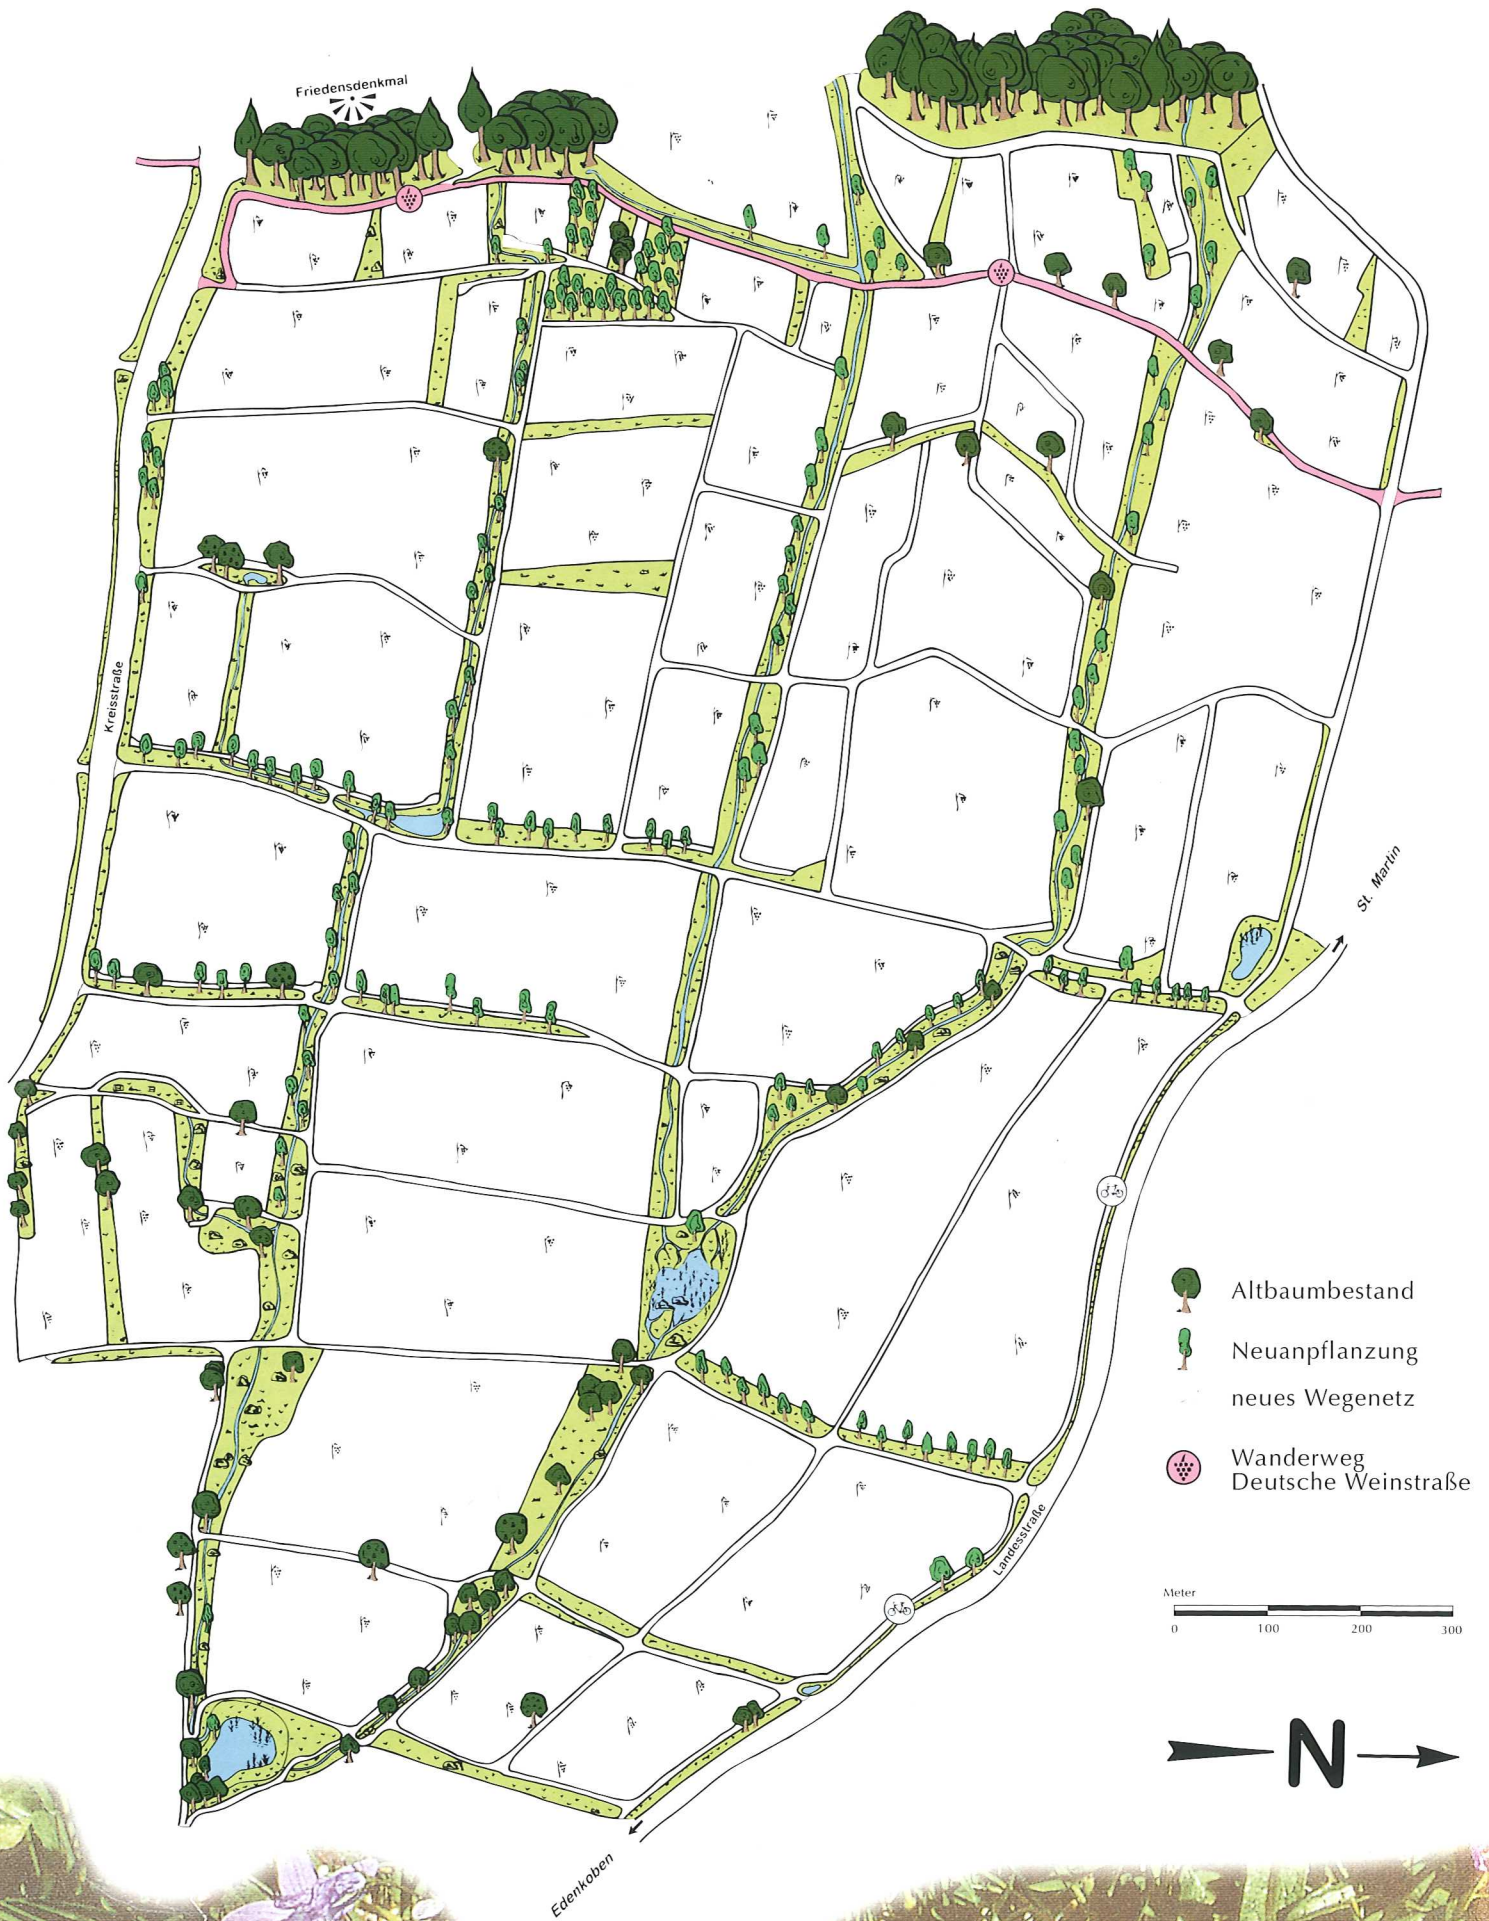 Friedensdenkmal
Kreisstraße
St. Martin
Altbaumbestand
Neuanpflanzung
neues Wegenetz
Wanderweg
Deutsche Weinstraße
Landesstraße
Meter
0 100 200 300
N
Edenkoben